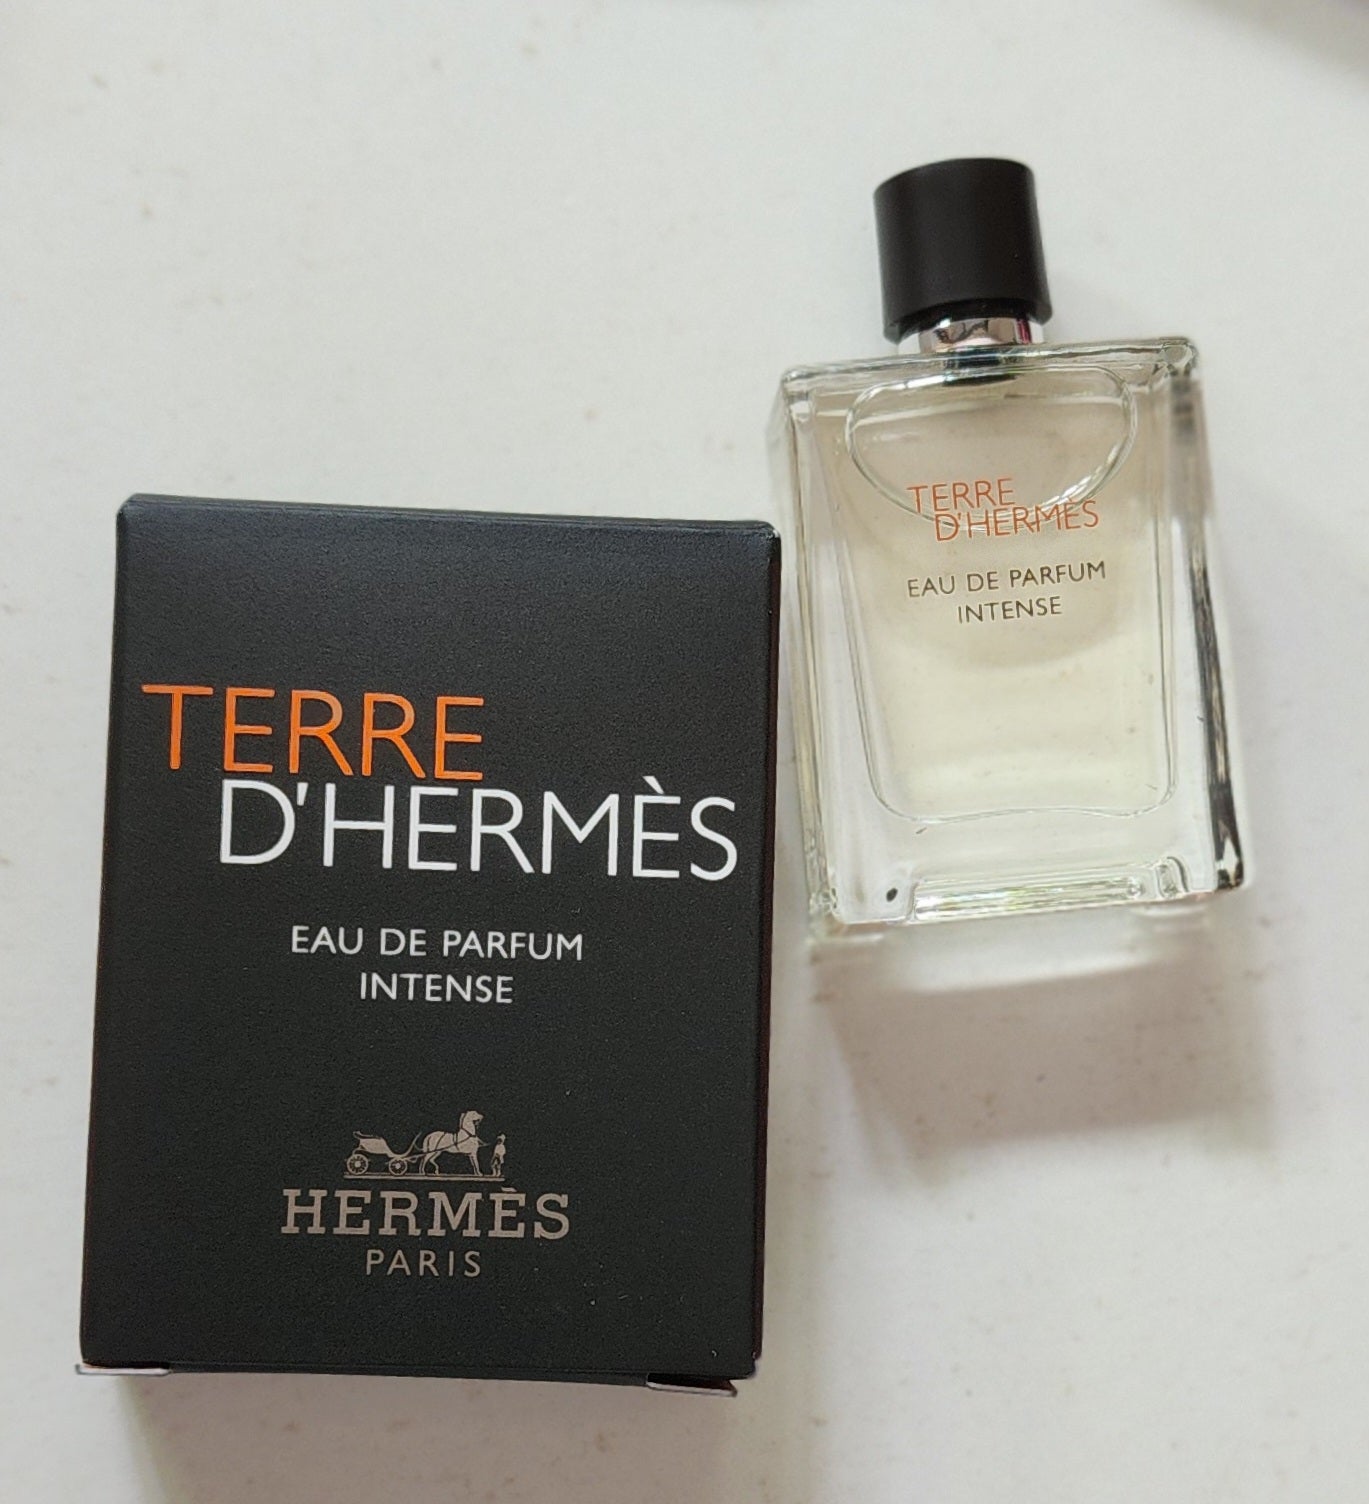 TERRE
D'HERMÈS
EAU DE PARFUM
INTENSE
HERMÈS
PARIS
TERRE
D'HERMÈS
EAU DE PARFUM
INTENSE